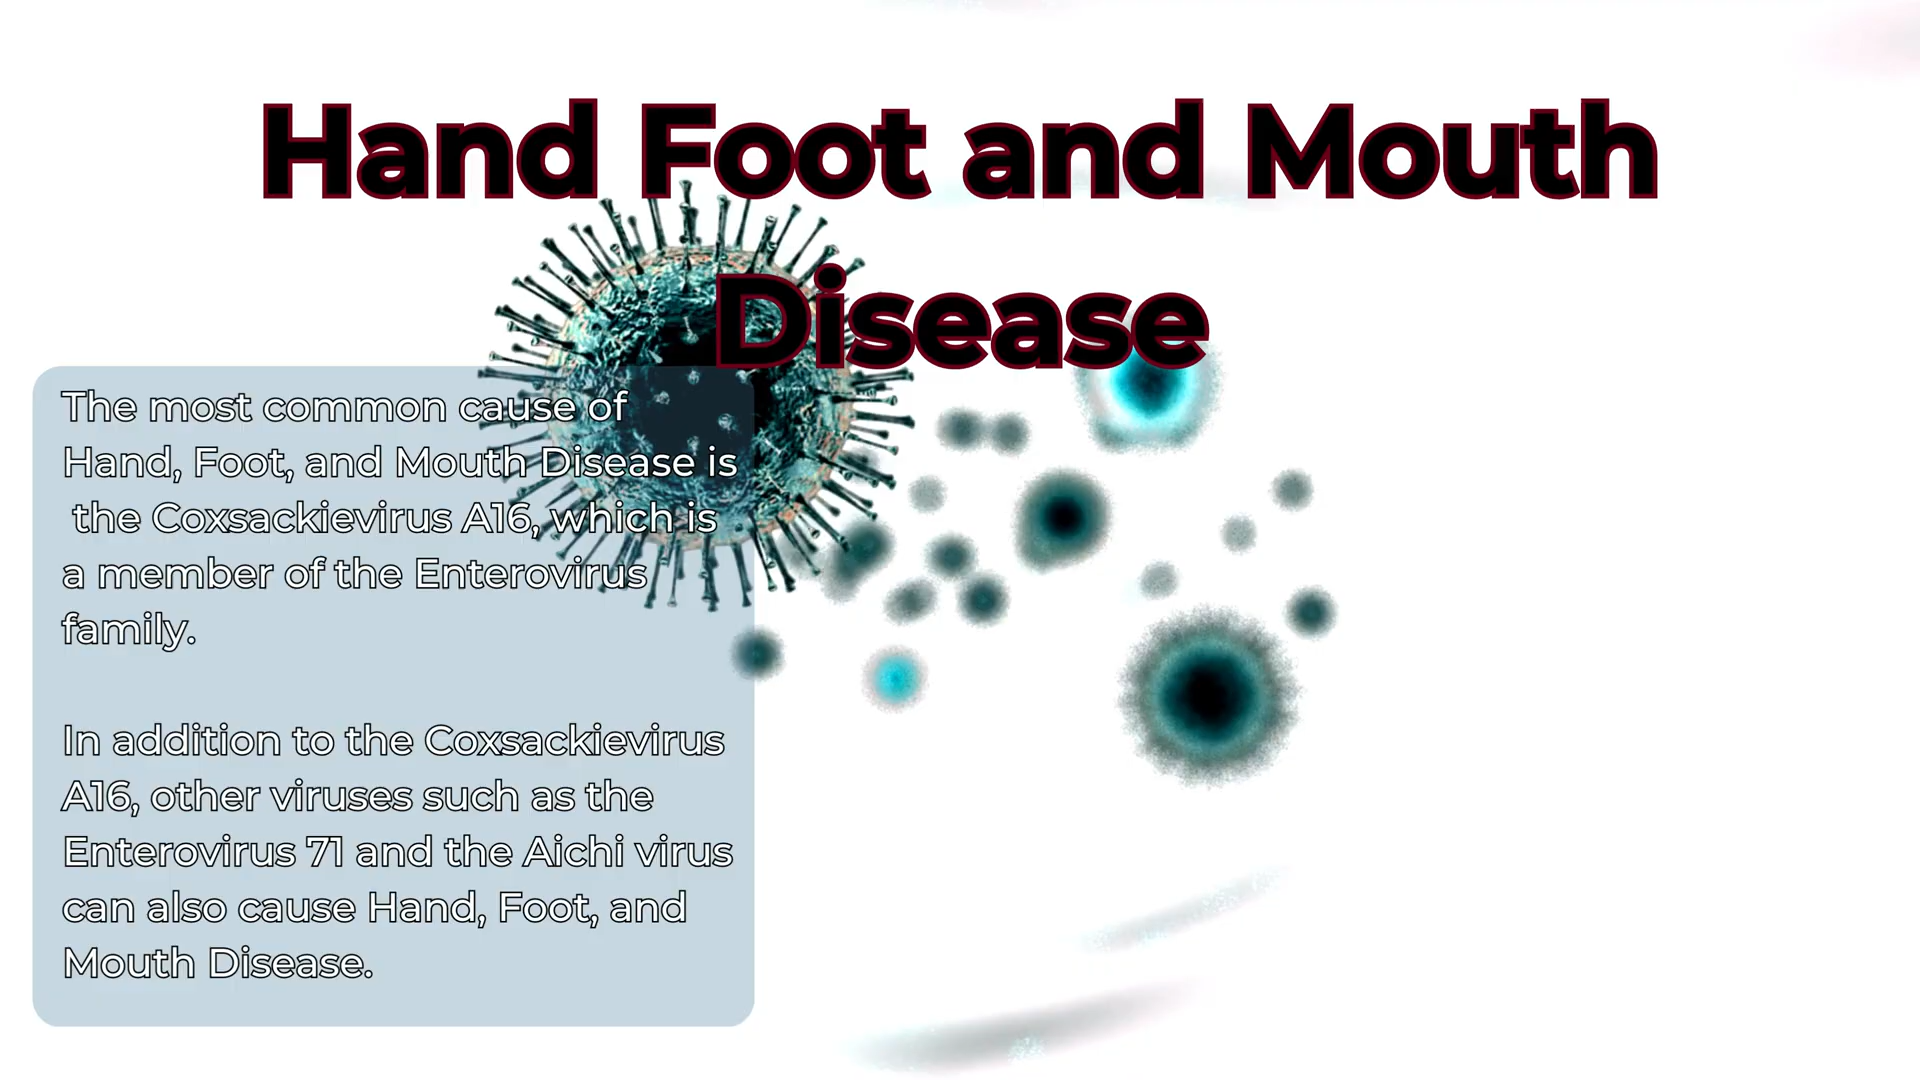 Hand Foot and Mouth
Disease
The most common cause of
Hand, Foot, and Mouth Disease is
the Coxsackievirus A16, which is
a member of the Enterovirus
family.
In addition to the Coxsackievirus
A16, other viruses such as the
Enterovirus 71 and the Aichi virus
can also cause Hand, Foot, and
Mouth Disease.